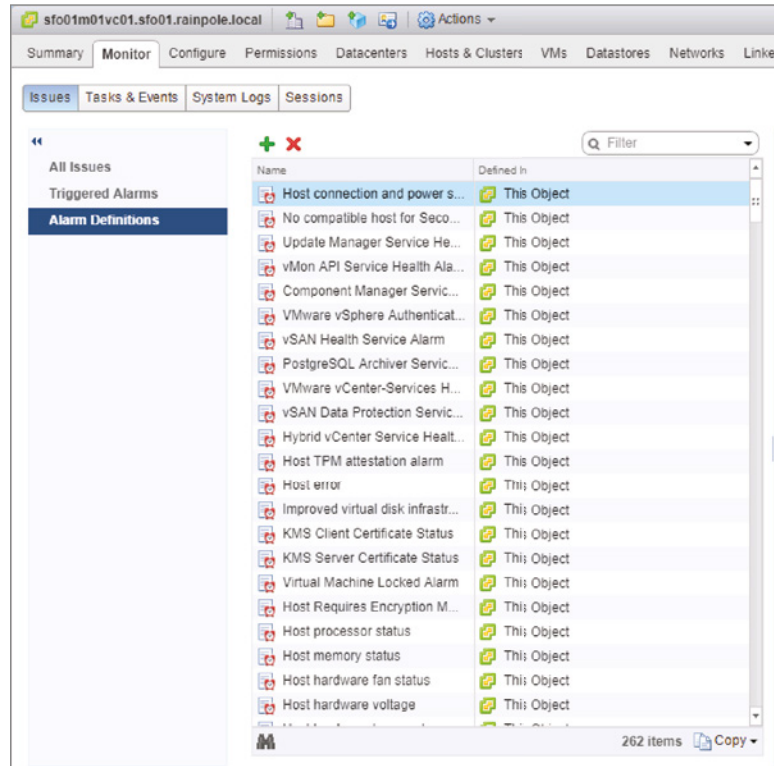 sfo01m01vc01.sfo01.rainpole.local Actions
Summary Monitor Configure Permissions Datacenters Hosts & Clusters VMs Datastores Networks Linke
Issues Tasks & Events System Logs Sessions
Filter
All Issues
Triggered Alarms
Alarm Definitions
Name Defined In
Host connection and power s... This Object
No compatible host for Seco... This Object
Update Manager Service He... This Object
vMon API Service Health Ala... This Object
Component Manager Servic... This Object
VMware vSphere Authenticat... This Object
vSAN Health Service Alarm This Object
PostgreSQL Archiver Servic... This Object
VMware vCenter-Services H... This Object
vSAN Data Protection Servic... This Object
Hybrid vCenter Service Healt... This Object
Host TPM attestation alarm This Object
Host error This Object
Improved virtual disk infrastr... This Object
KMS Client Certificate Status This Object
KMS Server Certificate Status This Object
Virtual Machine Locked Alarm This Object
Host Requires Encryption M... This Object
Host processor status This Object
Host memory status This Object
Host hardware fan status This Object
Host hardware voltage This Object
262 items Copy